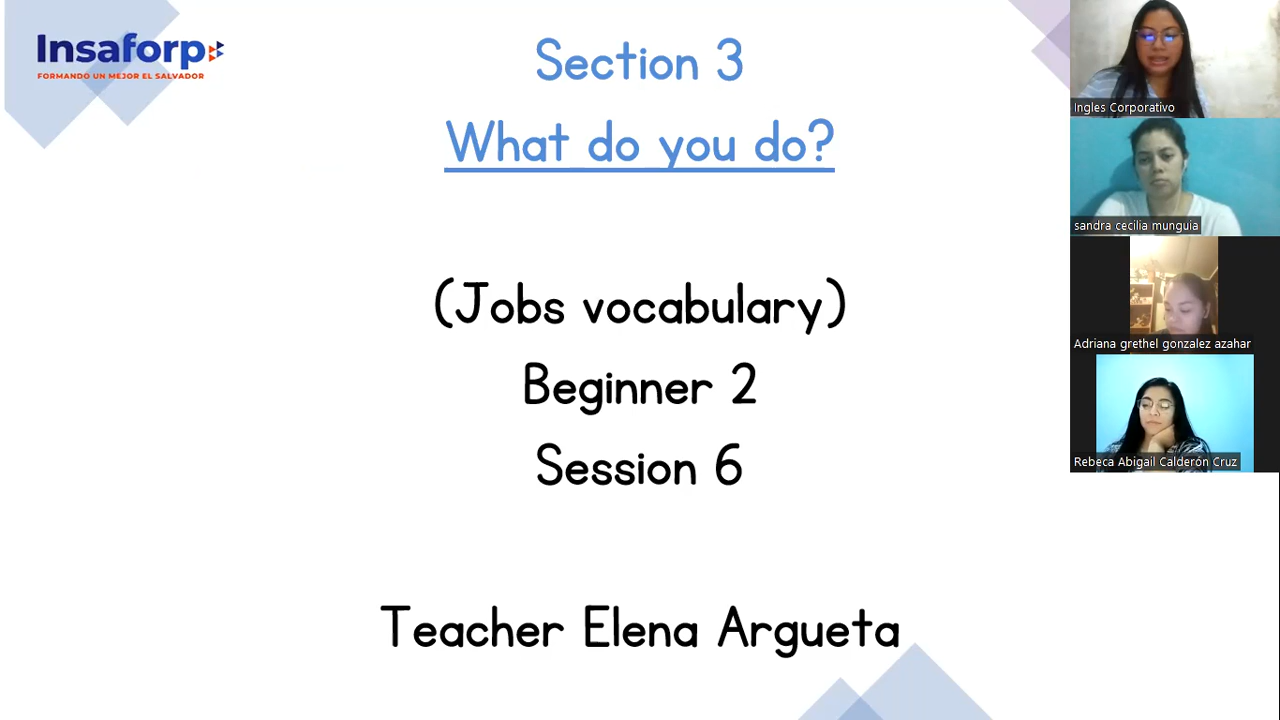 Insaforp
FORMANDO UN MEJOR EL SALVADOR
Section 3
What do you do?
(Jobs vocabulary)
Beginner 2
Session 6
Teacher Elena Argueta
Ingles Corporativo
sandra cecilia munguia
Adriana grethel gonzalez azahar
Rebeca Abigail Calderón Cruz